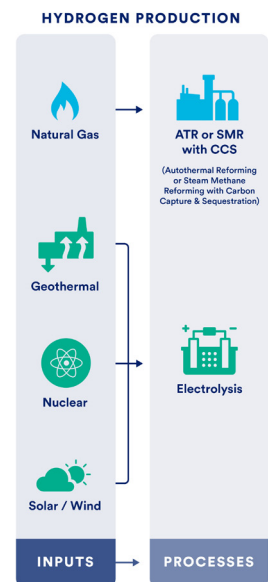 HYDROGEN PRODUCTION
Natural Gas
ATR or SMR
with CCS
(Autothermal Reforming
or Steam Methane
Reforming with Carbon
Capture & Sequestration)
Geothermal
Nuclear
Electrolysis
Solar / Wind
INPUTS
PROCESSES